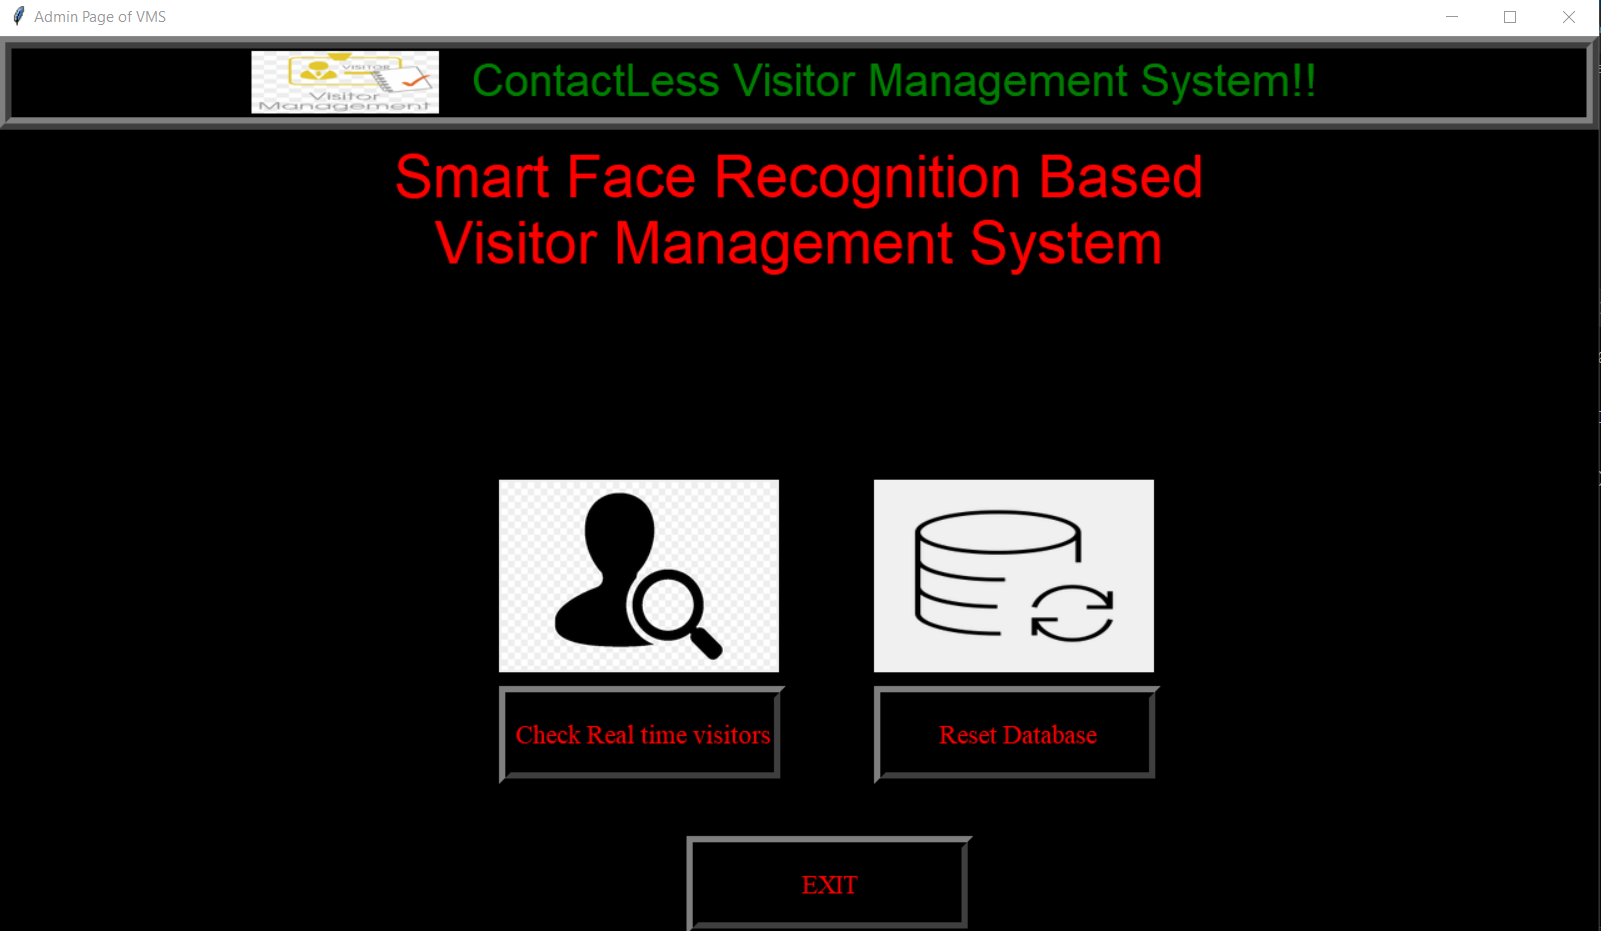 Admin Page of VMS
VISITOR
Visitor
Management
ContactLess Visitor Management System!!
Smart Face Recognition Based
Visitor Management System
Check Real time visitors
Reset Database
EXIT